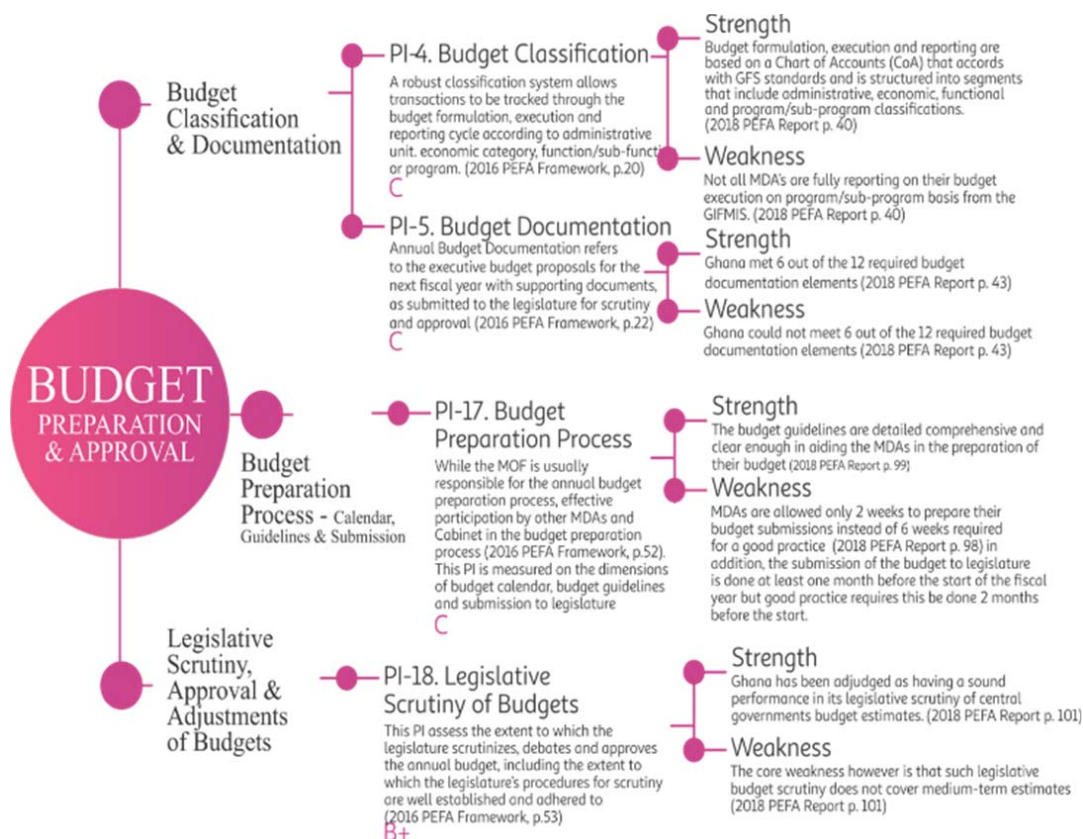 BUDGET
PREPARATION
& APPROVAL
Budget
Classification
& Documentation
PI-4. Budget Classification
A robust classification system allows
transactions to be tracked through the
budget formulation, execution and
reporting cycle according to administrative
unit. economic category, function/sub-functi
or program. (2016 PEFA Framework, p.20)
C
Strength
Budget formulation, execution and reporting are
based on a Chart of Accounts (CoA) that accords
with GFS standards and is structured into segments
that include administrative, economic, functional
and program/sub-program classifications.
(2018 PEFA Report p. 40)
Weakness
Not all MDA's are fully reporting on their budget
execution on program/sub-program basis from the
GIFMIS. (2018 PEFA Report p. 40)
PI-5. Budget Documentation
Annual Budget Documentation refers
to the executive budget proposals for the
next fiscal year with supporting documents,
as submitted to the legislature for scrutiny
and approval (2016 PEFA Framework, p.22)
C
Strength
Ghana met 6 out of the 12 required budget
documentation elements (2018 PEFA Report p. 43)
Weakness
Ghana could not meet 6 out of the 12 required budget
documentation elements (2018 PEFA Report p. 43)
Budget
Preparation
Process - Calendar,
Guidelines & Submission
PI-17. Budget
Preparation Process
While the MOF is usually
responsible for the annual budget
preparation process, effective
participation by other MDAs and
Cabinet in the budget preparation
process (2016 PEFA Framework, p.52).
This PI is measured on the dimensions
of budget calendar, budget guidelines
and submission to legislature
C
Strength
The budget guidelines are detailed comprehensive and
clear enough in aiding the MDAs in the preparation of
their budget (2018 PEFA Report p. 99)
Weakness
MDAs are allowed only 2 weeks to prepare their
budget submissions instead of 6 weeks required
for a good practice (2018 PEFA Report p. 98) in
addition, the submission of the budget to legislature
is done at least one month before the start of the fiscal
year but good practice requires this be done 2 months
before the start.
Legislative
Scrutiny,
Approval &
Adjustments
of Budgets
PI-18. Legislative
Scrutiny of Budgets
This PI assess the extent to which the
legislature scrutinizes, debates and approves
the annual budget, including the extent to
which the legislature's procedures for scrutiny
are well established and adhered to
(2016 PEFA Framework, p.53)
B+
Strength
Ghana has been adjudged as having a sound
performance in its legislative scrutiny of central
governments budget estimates. (2018 PEFA Report p. 101)
Weakness
The core weakness however is that such legislative
budget scrutiny does not cover medium-term estimates
(2018 PEFA Report p. 101)